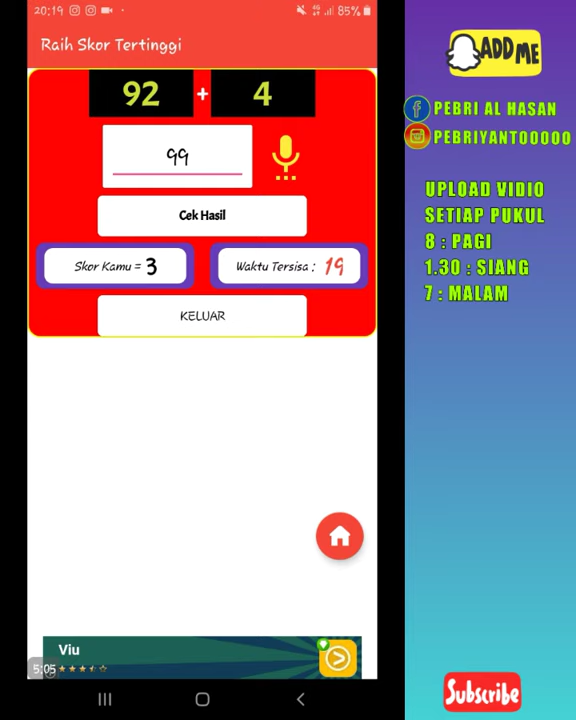 20:19
4G
85%
Raih Skor Tertinggi
92 + 4
99
Cek Hasil
Skor Kamu = 3
Waktu Tersisa : 19
KELUAR
Viu
5:05
ADD ME
PEBRI AL HASAN
PEBRIYANTO0000
UPLOAD VIDIO
SETIAP PUKUL
8 : PAGI
1.30 : SIANG
7 : MALAM
Subscribe